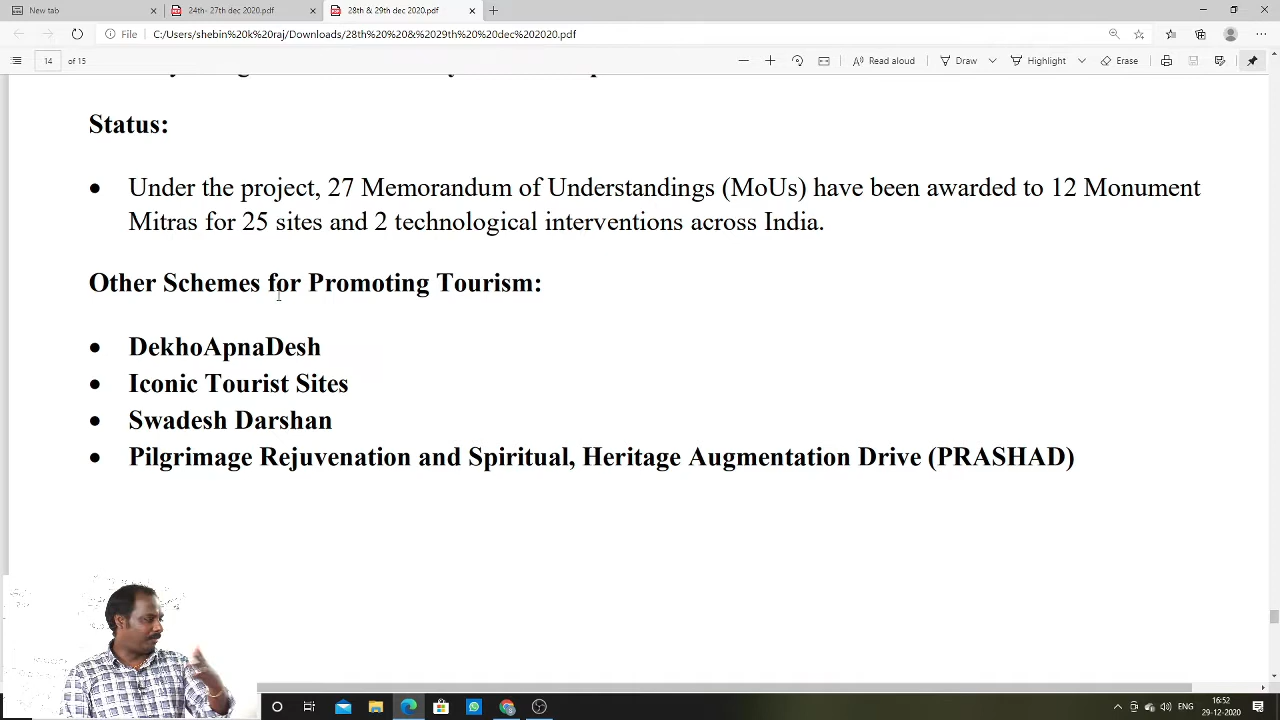 New tab
24th- 27th dec 2020.pdf
28th & 29th dec 2020.pdf
File C:/Users/shebin%20k%20raj/Downloads/28th%20%20&%2029th%20%20dec%202020.pdf
14 of 15
Read aloud
Draw
Highlight
Erase
Status:
• Under the project, 27 Memorandum of Understandings (MoUs) have been awarded to 12 Monument
Mitras for 25 sites and 2 technological interventions across India.
Other Schemes for Promoting Tourism:
• DekhoApnaDesh
• Iconic Tourist Sites
• Swadesh Darshan
• Pilgrimage Rejuvenation and Spiritual, Heritage Augmentation Drive (PRASHAD)
ENG
16:52
29-12-2020